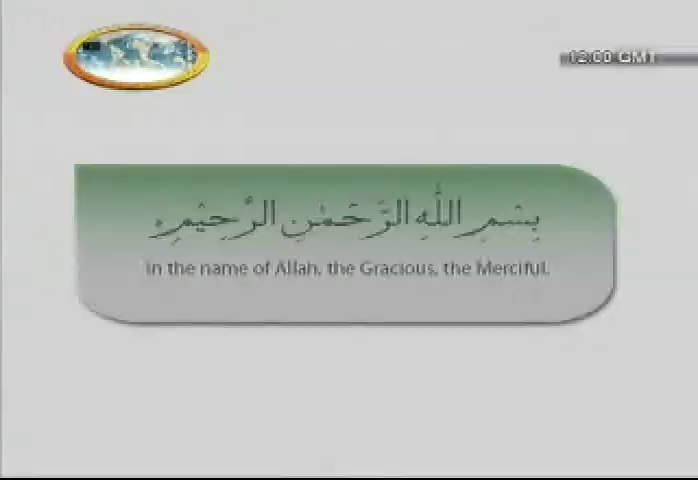 12:00 GMT
بِسْمِ اللّٰهِ الرَّحْمٰنِ الرَّحِيْمِ
In the name of Allah, the Gracious, the Merciful.